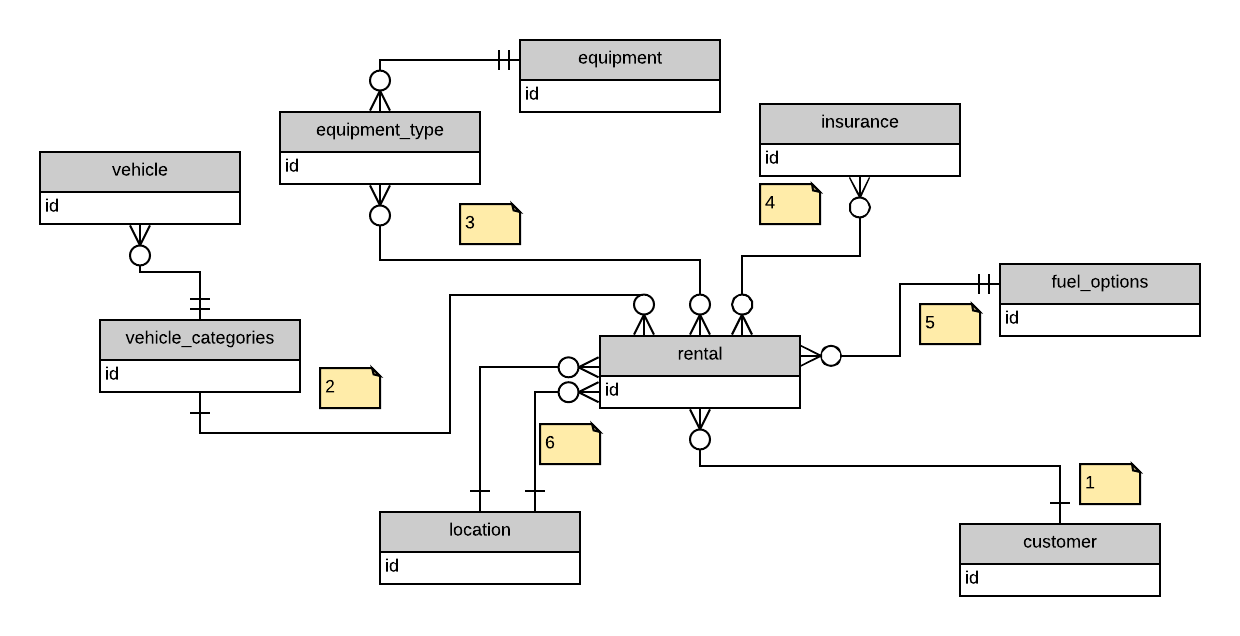 equipment
id
equipment_type
id
insurance
id
vehicle
id
3
4
fuel_options
id
5
vehicle_categories
id
2
rental
id
6
1
location
id
customer
id